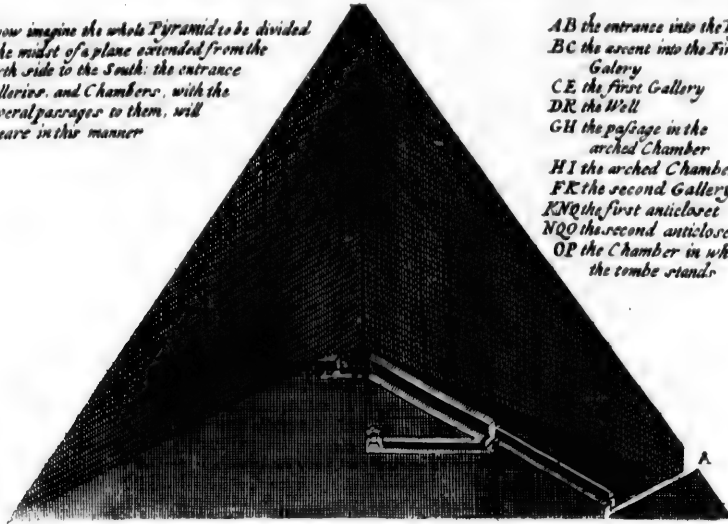 ow imagine the whole Pyramid to be divided
he midst of a plane extended from the
rth side to the South: the entrance
lleries, and Chambers, with the
veral passages to them, will
eare in this manner
AB the entrance into the
BC the ascent into the Fir
Galery
CE the first Gallery
DR the Well
GH the paſsage in the
arched Chamber
HI the arched Chambe
FK the second Gallery
KNQ the first anticloset
NQO the second anticlose
OP the Chamber in wh
the tombe stands
A